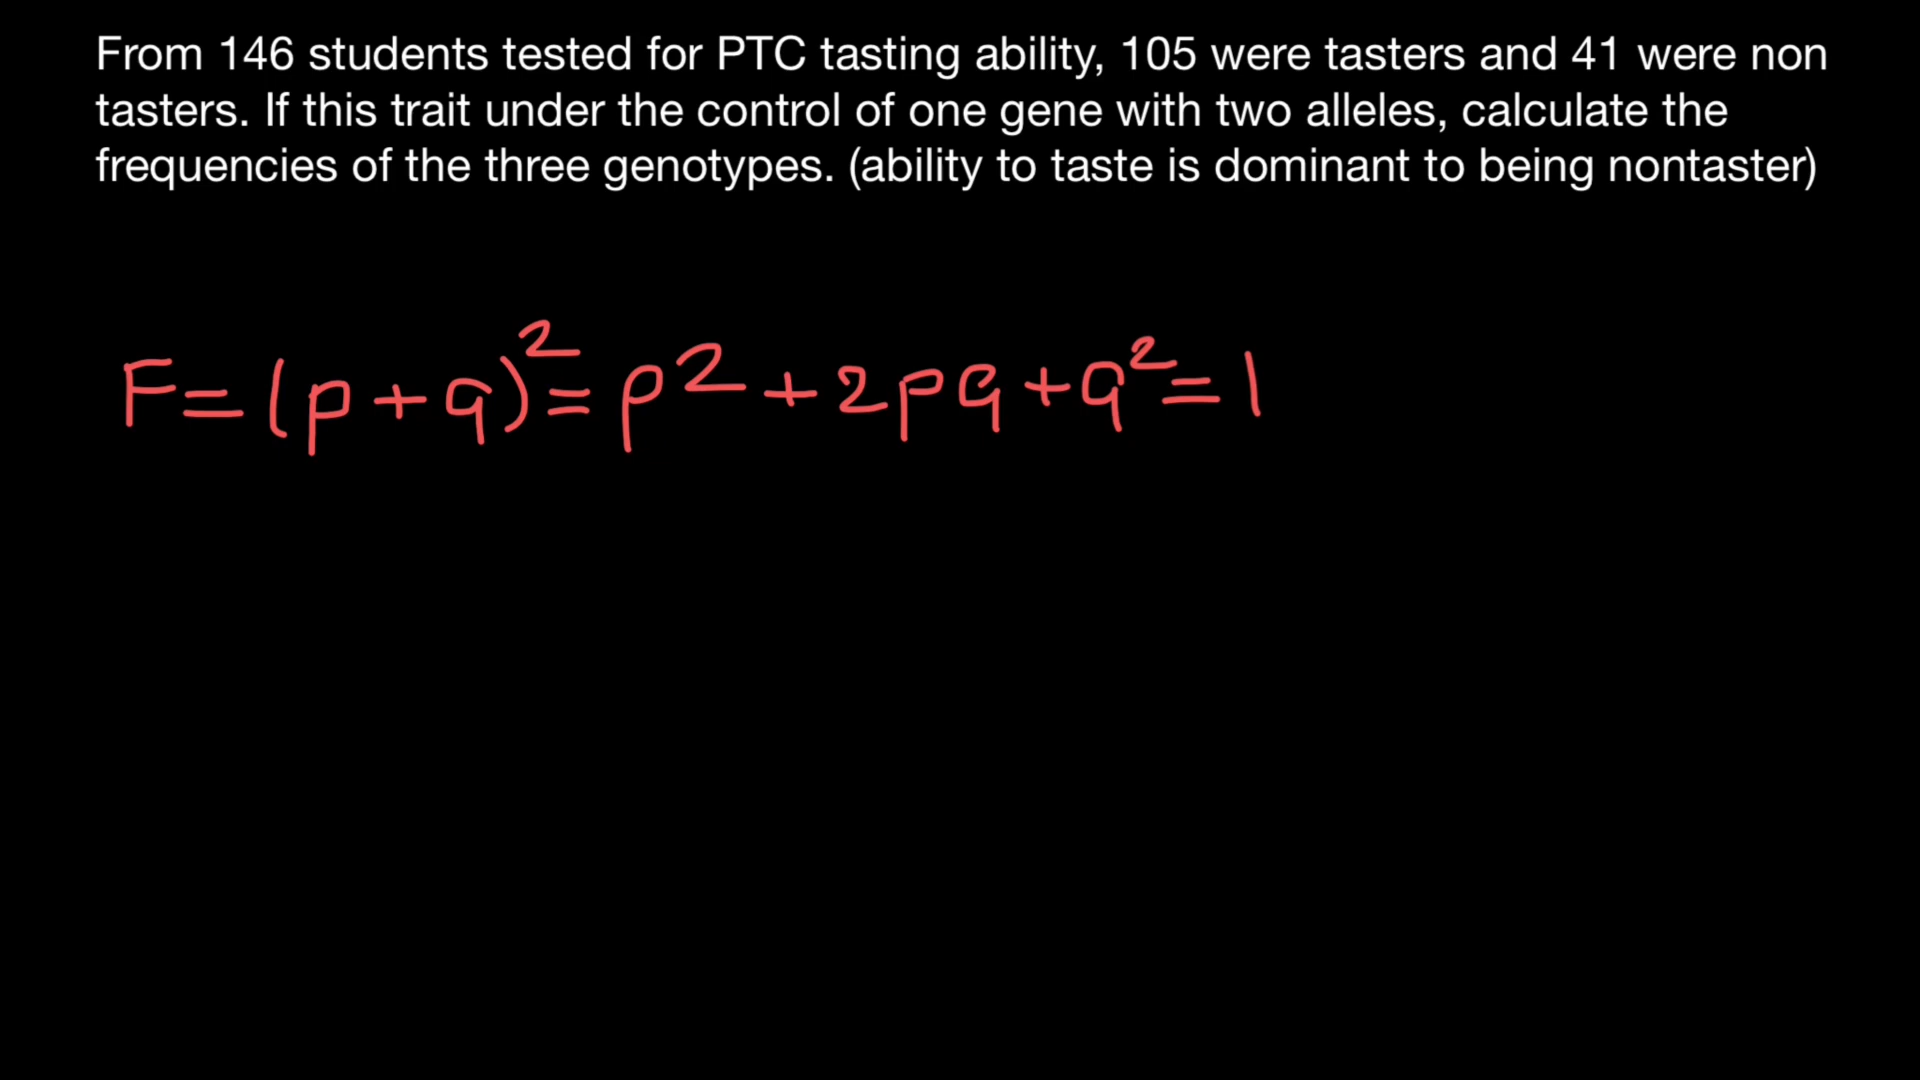 From 146 students tested for PTC tasting ability, 105 were tasters and 41 were non
tasters. If this trait under the control of one gene with two alleles, calculate the
frequencies of the three genotypes. (ability to taste is dominant to being nontaster)
F=(p+q)²=p²+2pq+q²=1